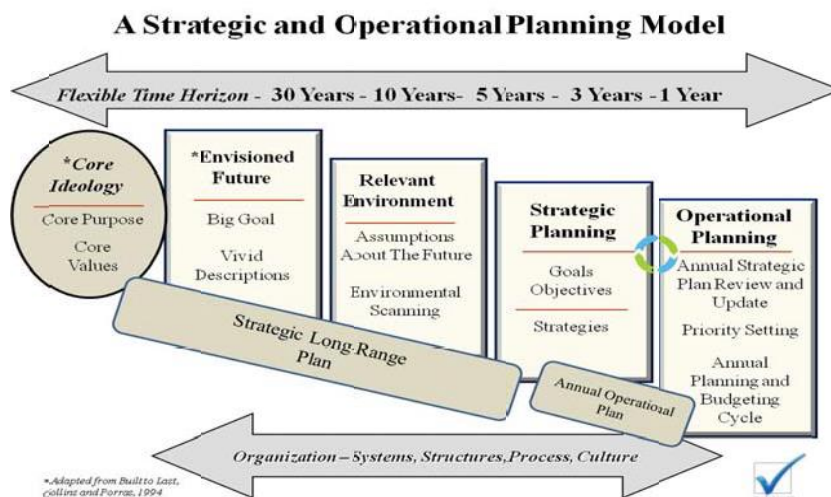 A Strategic and Operational Planning Model
Flexible Time Horizon - 30 Years - 10 Years- 5 Years - 3 Years -1 Year
*Core
Ideology
Core Purpose
Core
Values
*Envisioned
Future
Big Goal
Vivid
Descriptions
Relevant
Environment
Assumptions
About The Future
Environmental
Scanning
Strategic
Planning
Goals
Objectives
Strategies
Operational
Planning
Annual Strategic
Plan Review and
Update
Priority Setting
Annual
Planning and
Budgeting
Cycle
Strategic Long-Range
Plan
Annual Operational
Plan
Organization – Systems, Structures, Process, Culture
*Adapted from Built to Last,
Collins and Porras, 1994